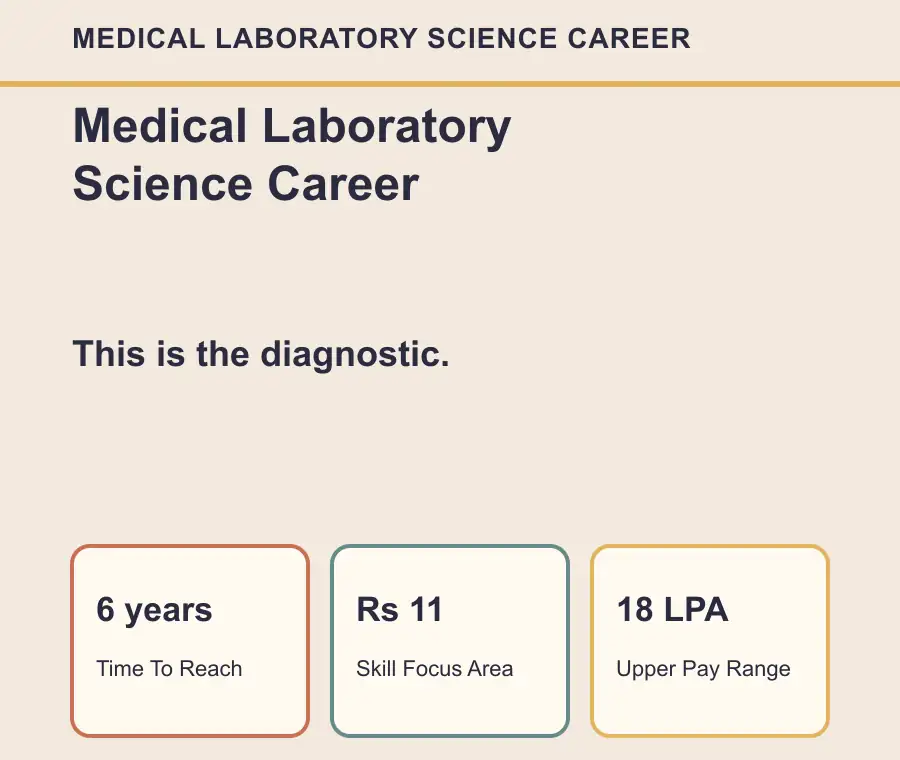 MEDICAL LABORATORY SCIENCE CAREER
Medical Laboratory
Science Career
This is the diagnostic.
6 years
Time To Reach
Rs 11
Skill Focus Area
18 LPA
Upper Pay Range